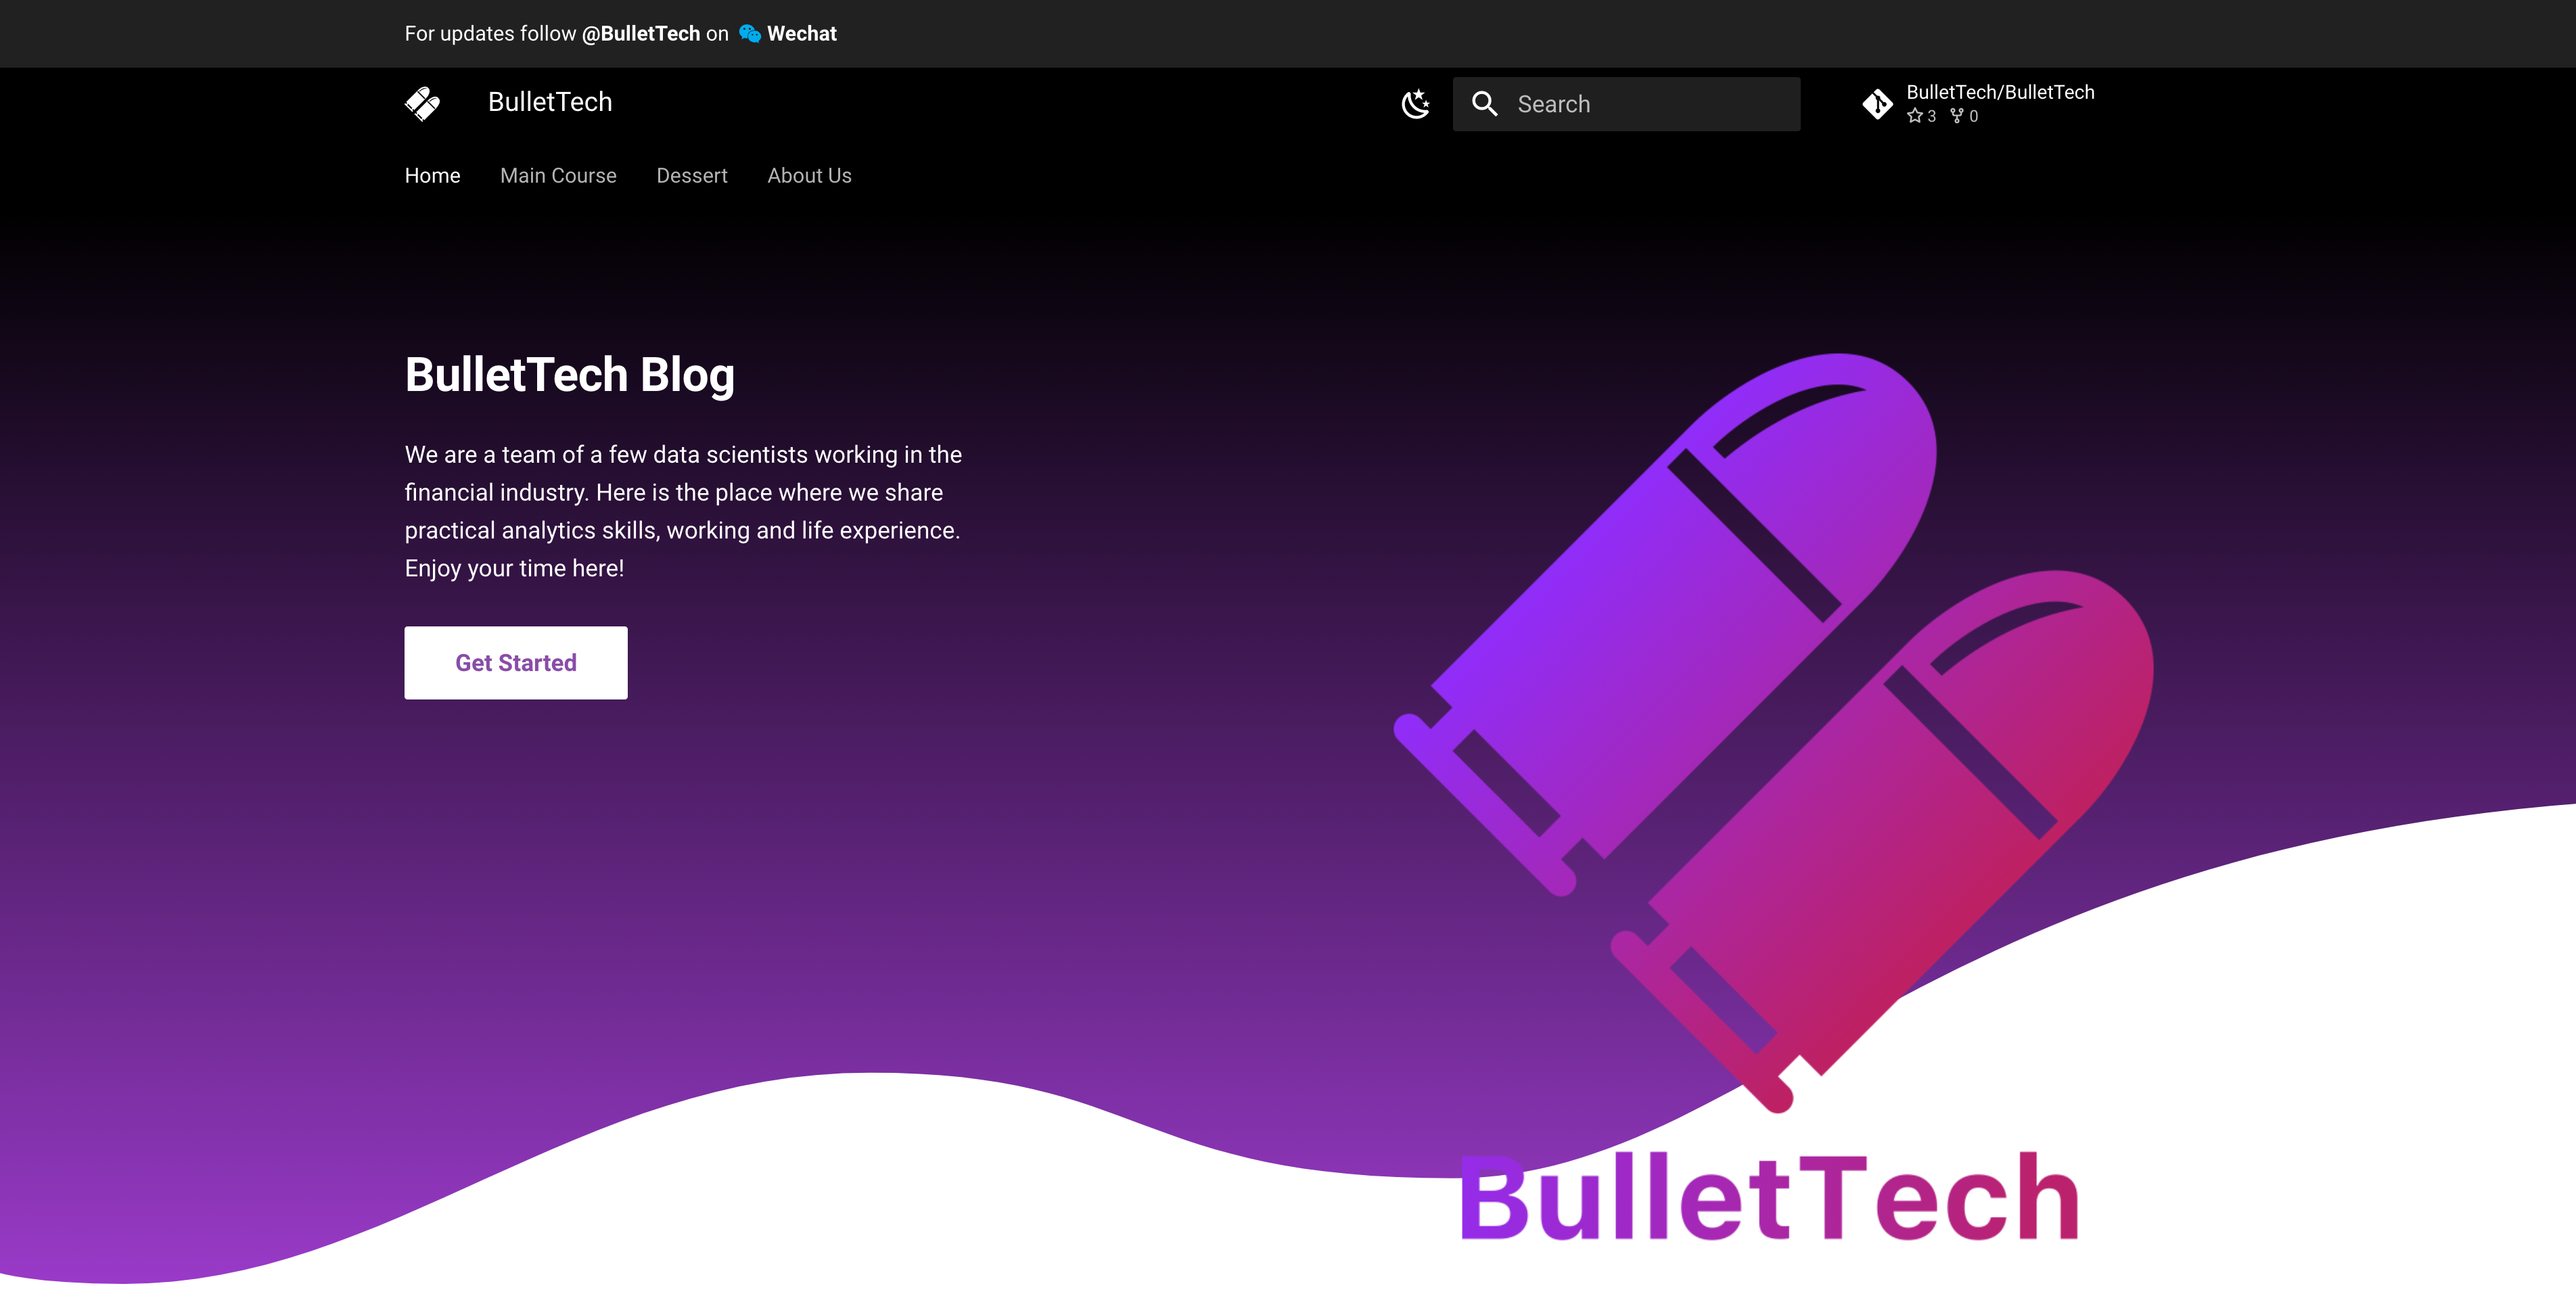 For updates follow @BulletTech on Wechat
BulletTech
Search
BulletTech/BulletTech
3 0
Home Main Course Dessert About Us
BulletTech Blog
We are a team of a few data scientists working in the
financial industry. Here is the place where we share
practical analytics skills, working and life experience.
Enjoy your time here!
Get Started
BulletTech